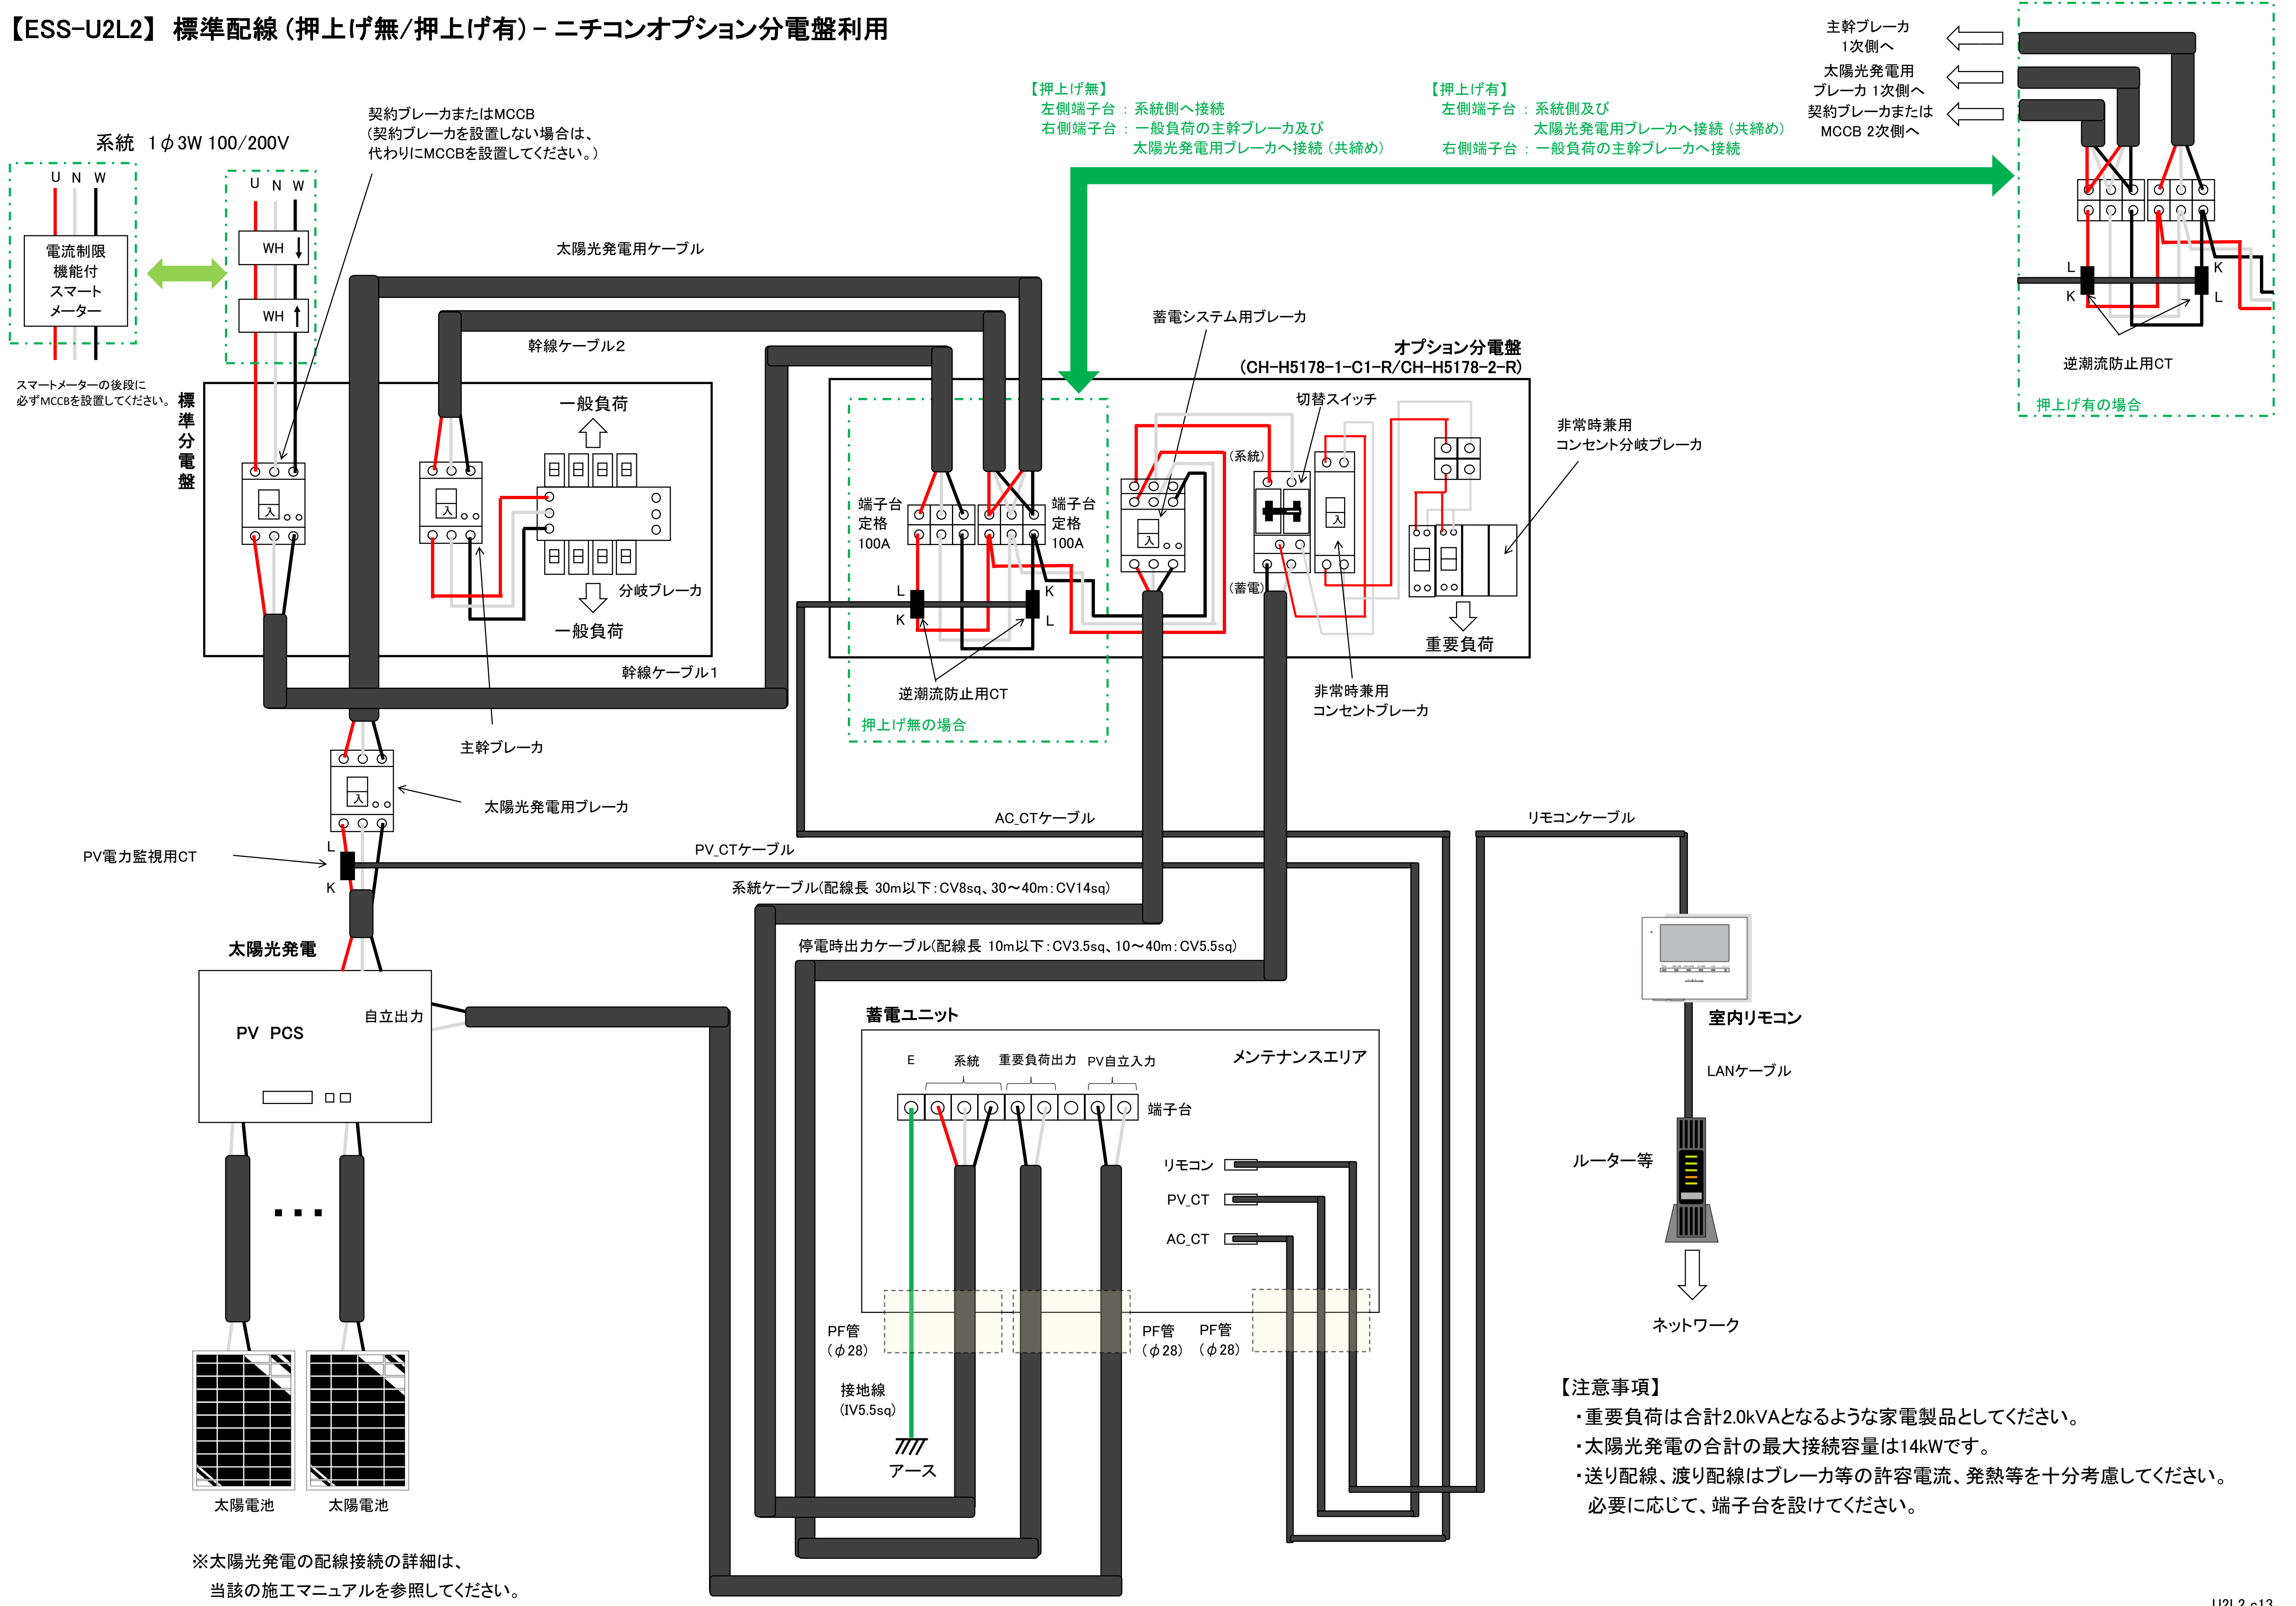 【ESS-U2L2】 標準配線 (押上げ無/押上げ有) - ニチコンオプション分電盤利用
主幹ブレーカ
1次側へ
太陽光発電用
ブレーカ 1次側へ
契約ブレーカまたは
MCCB 2次側へ
【押上げ無】
左側端子台 : 系統側へ接続
右側端子台 : 一般負荷の主幹ブレーカ及び
太陽光発電用ブレーカへ接続 (共締め)
【押上げ有】
左側端子台 : 系統側及び
太陽光発電用ブレーカへ接続 (共締め)
右側端子台 : 一般負荷の主幹ブレーカへ接続
L
K
K
L
逆潮流防止用CT
押上げ有の場合
契約ブレーカまたはMCCB
(契約ブレーカを設置しない場合は、
代わりにMCCBを設置してください。)
系統 1φ3W 100/200V
U N W
U N W
電流制限
機能付
スマート
メーター
WH
WH
スマートメーターの後段に
必ずMCCBを設置してください。
標準分電盤
太陽光発電用ケーブル
幹線ケーブル2
一般負荷
入
入
分岐ブレーカ
一般負荷
幹線ケーブル1
主幹ブレーカ
蓄電システム用ブレーカ
オプション分電盤
(CH-H5178-1-C1-R/CH-H5178-2-R)
切替スイッチ
(系統)
(蓄電)
非常時兼用
コンセント分岐ブレーカ
端子台
定格
100A
端子台
定格
100A
入
入
L
K
K
L
逆潮流防止用CT
押上げ無の場合
重要負荷
非常時兼用
コンセントブレーカ
入
太陽光発電用ブレーカ
PV電力監視用CT
L
K
AC_CTケーブル
PV_CTケーブル
リモコンケーブル
系統ケーブル(配線長 30m以下:CV8sq、30～40m:CV14sq)
停電時出力ケーブル(配線長 10m以下:CV3.5sq、10～40m:CV5.5sq)
太陽光発電
PV PCS
自立出力
蓄電ユニット
メンテナンスエリア
E
系統
重要負荷出力
PV自立入力
端子台
リモコン
PV_CT
AC_CT
PF管
(φ28)
PF管
(φ28)
PF管
(φ28)
接地線
(IV5.5sq)
アース
室内リモコン
LANケーブル
ルーター等
ネットワーク
太陽電池
太陽電池
※太陽光発電の配線接続の詳細は、
当該の施工マニュアルを参照してください。
【注意事項】
・重要負荷は合計2.0kVAとなるような家電製品としてください。
・太陽光発電の合計の最大接続容量は14kWです。
・送り配線、渡り配線はブレーカ等の許容電流、発熱等を十分考慮してください。
必要に応じて、端子台を設けてください。